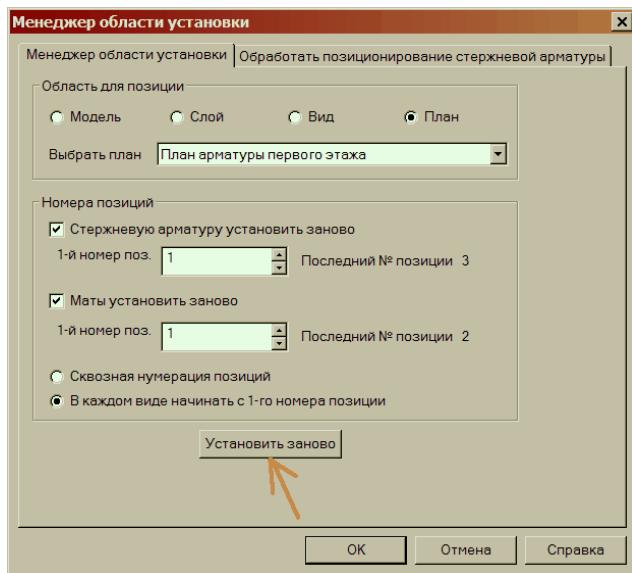 Менеджер области установки
Менеджер области установки Обработать позиционирование стержневой арматуры
Область для позиции
Модель Слой Вид План
Выбрать план План арматуры первого этажа
Номера позиций
Стержневую арматуру установить заново
1-й номер поз. 1 Последний № позиции 3
Маты установить заново
1-й номер поз. 1 Последний № позиции 2
Сквозная нумерация позиций
В каждом виде начинать с 1-го номера позиции
Установить заново
OK Отмена Справка